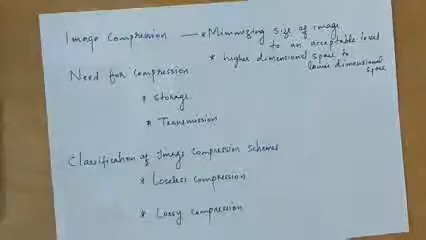 Image Compression — * Minimizing size of image
to an acceptable level
* higher dimensional space to
lower dimensional
space
Need for compression
* Storage
* Transmission
Classification of Image Compression Schemes
* Loseless compression
* Lossy compression